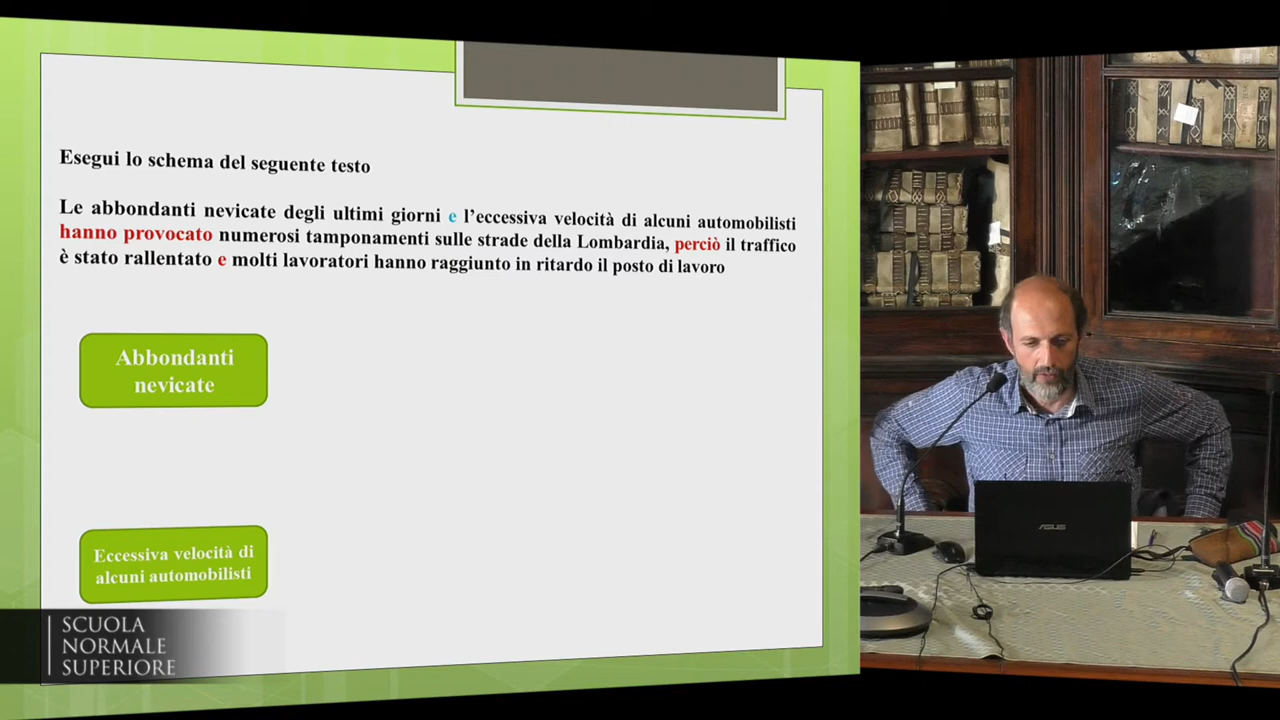 Esegui lo schema del seguente testo
Le abbondanti nevicate degli ultimi giorni e l'eccessiva velocità di alcuni automobilisti
hanno provocato numerosi tamponamenti sulle strade della Lombardia, perciò il traffico
è stato rallentato e molti lavoratori hanno raggiunto in ritardo il posto di lavoro
Abbondanti
nevicate
Eccessiva velocità di
alcuni automobilisti
SCUOLA
NORMALE
SUPERIORE
ASUS